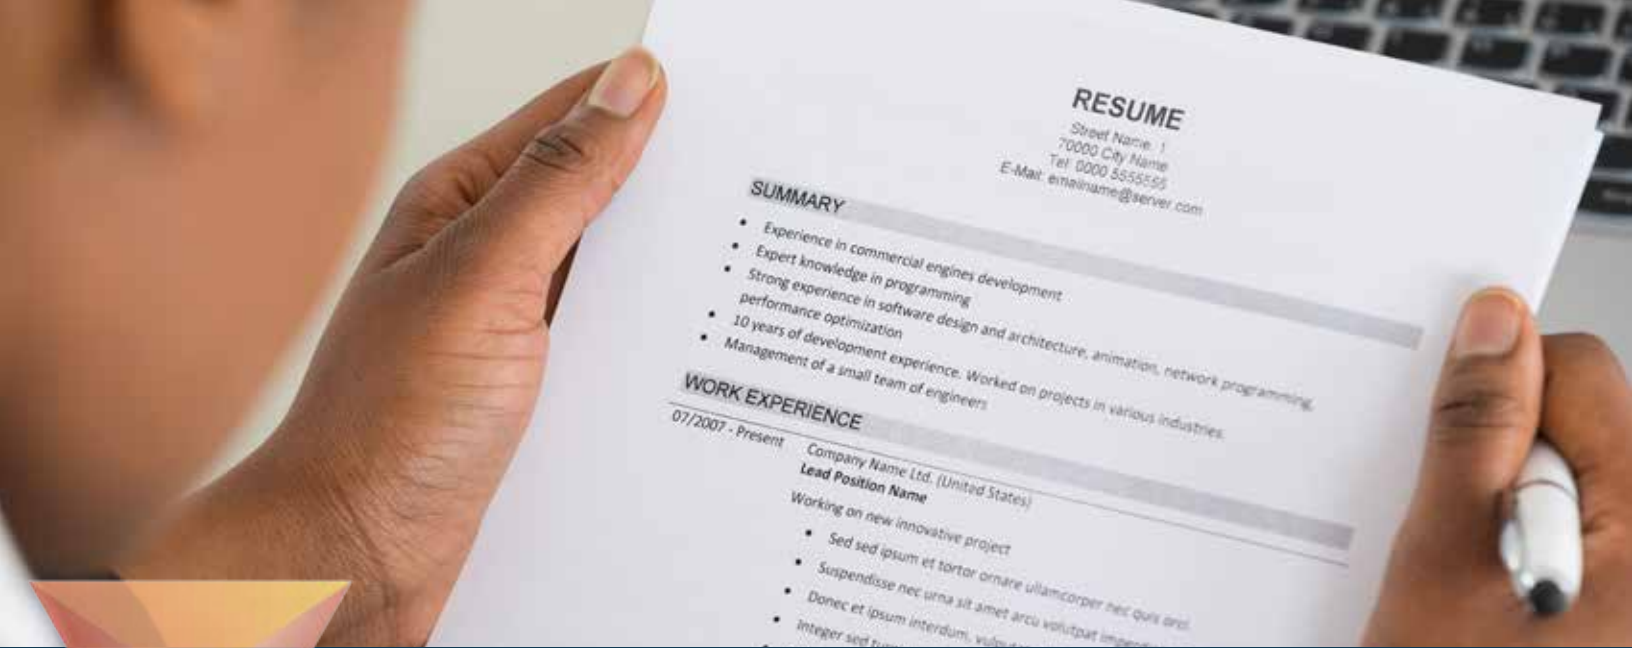 RESUME
Street Name. 1
70000 City Name
Tel: 0000 5555555
E-Mail: emailname@server.com
SUMMARY
• Experience in commercial engines development
• Expert knowledge in programming
• Strong experience in software design and architecture, animation, network programming,
performance optimization
• 10 years of development experience. Worked on projects in various industries.
• Management of a small team of engineers
WORK EXPERIENCE
07/2007 - Present Company Name Ltd. (United States)
Lead Position Name
Working on new innovative project
• Sed sed ipsum et tortor ornare ullamcorper nec quis orci.
• Suspendisse nec urna sit amet arcu volutpat
• Donec et ipsum interdum,
• Integer sed